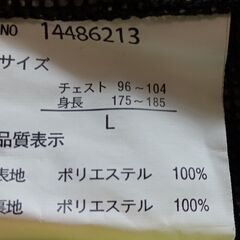 NO 14486213
サイズ
チェスト 96～104
身長 175～185
L
品質表示
表地 ポリエステル 100%
裏地 ポリエステル 100%